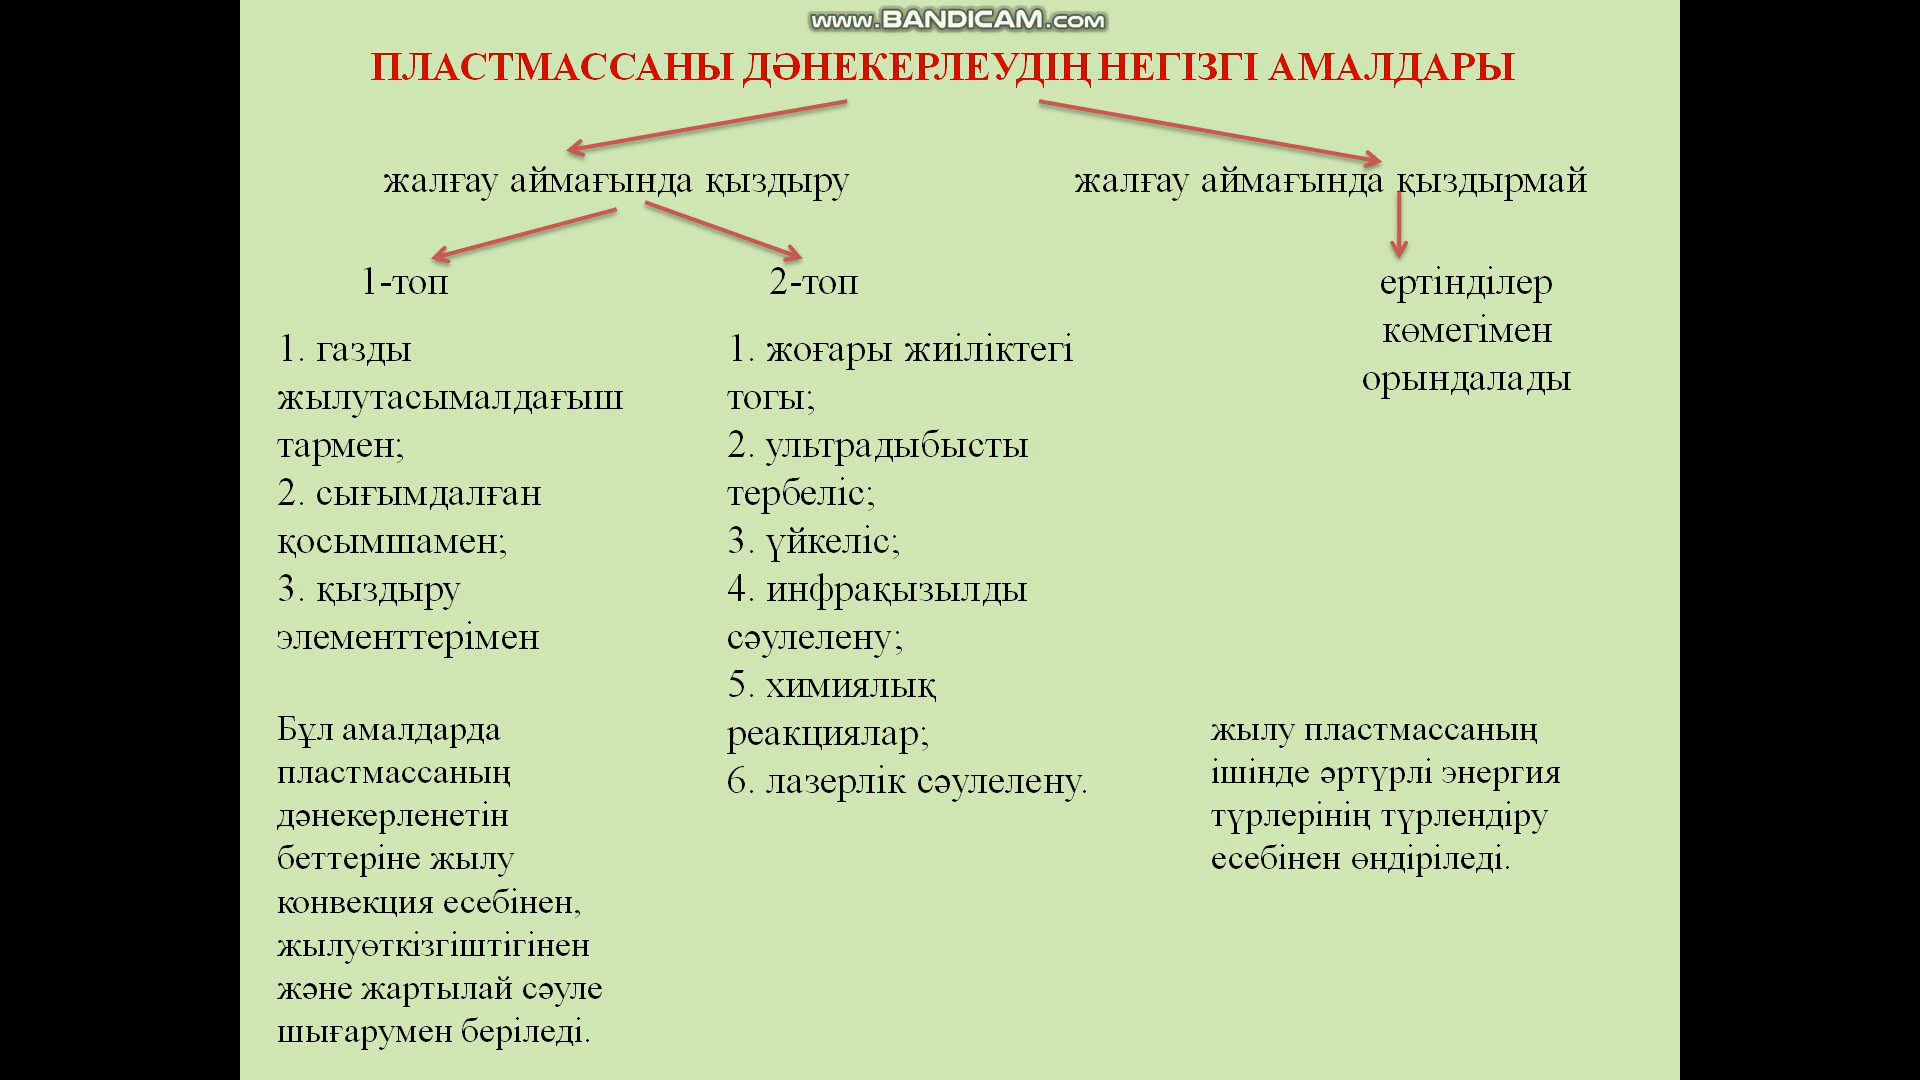 www.BANDICAM.com
ПЛАСТМАССАНЫ ДӘНЕКЕРЛЕУДІҢ НЕГІЗГІ АМАЛДАРЫ
жалғау аймағында қыздыру
жалғау аймағында қыздырмай
1-топ
2-топ
ертінділер
көмегімен
орындалады
1. газды
жылутасымалдағыш
тармен;
2. сығымдалған
қосымшамен;
3. қыздыру
элементтерімен
1. жоғары жиіліктегі
тогы;
2. ультрадыбысты
тербеліс;
3. үйкеліс;
4. инфрақызылды
сәулелену;
5. химиялық
реакциялар;
6. лазерлік сәулелену.
Бұл амалдарда
пластмассаның
дәнекерленетін
беттеріне жылу
конвекция есебінен,
жылуөткізгіштігінен
және жартылай сәуле
шығарумен беріледі.
жылу пластмассаның
ішінде әртүрлі энергия
түрлерінің түрлендіру
есебінен өндіріледі.